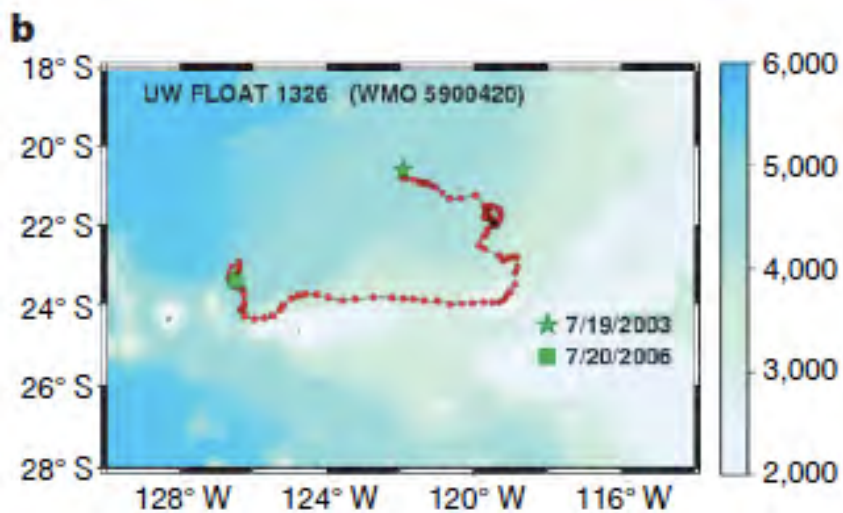 b
UW FLOAT 1326 (WMO 5900420)
18° S
20° S
22° S
24° S
26° S
28° S
7/19/2003
7/20/2006
128° W
124° W
120° W
116° W
6,000
5,000
4,000
3,000
2,000